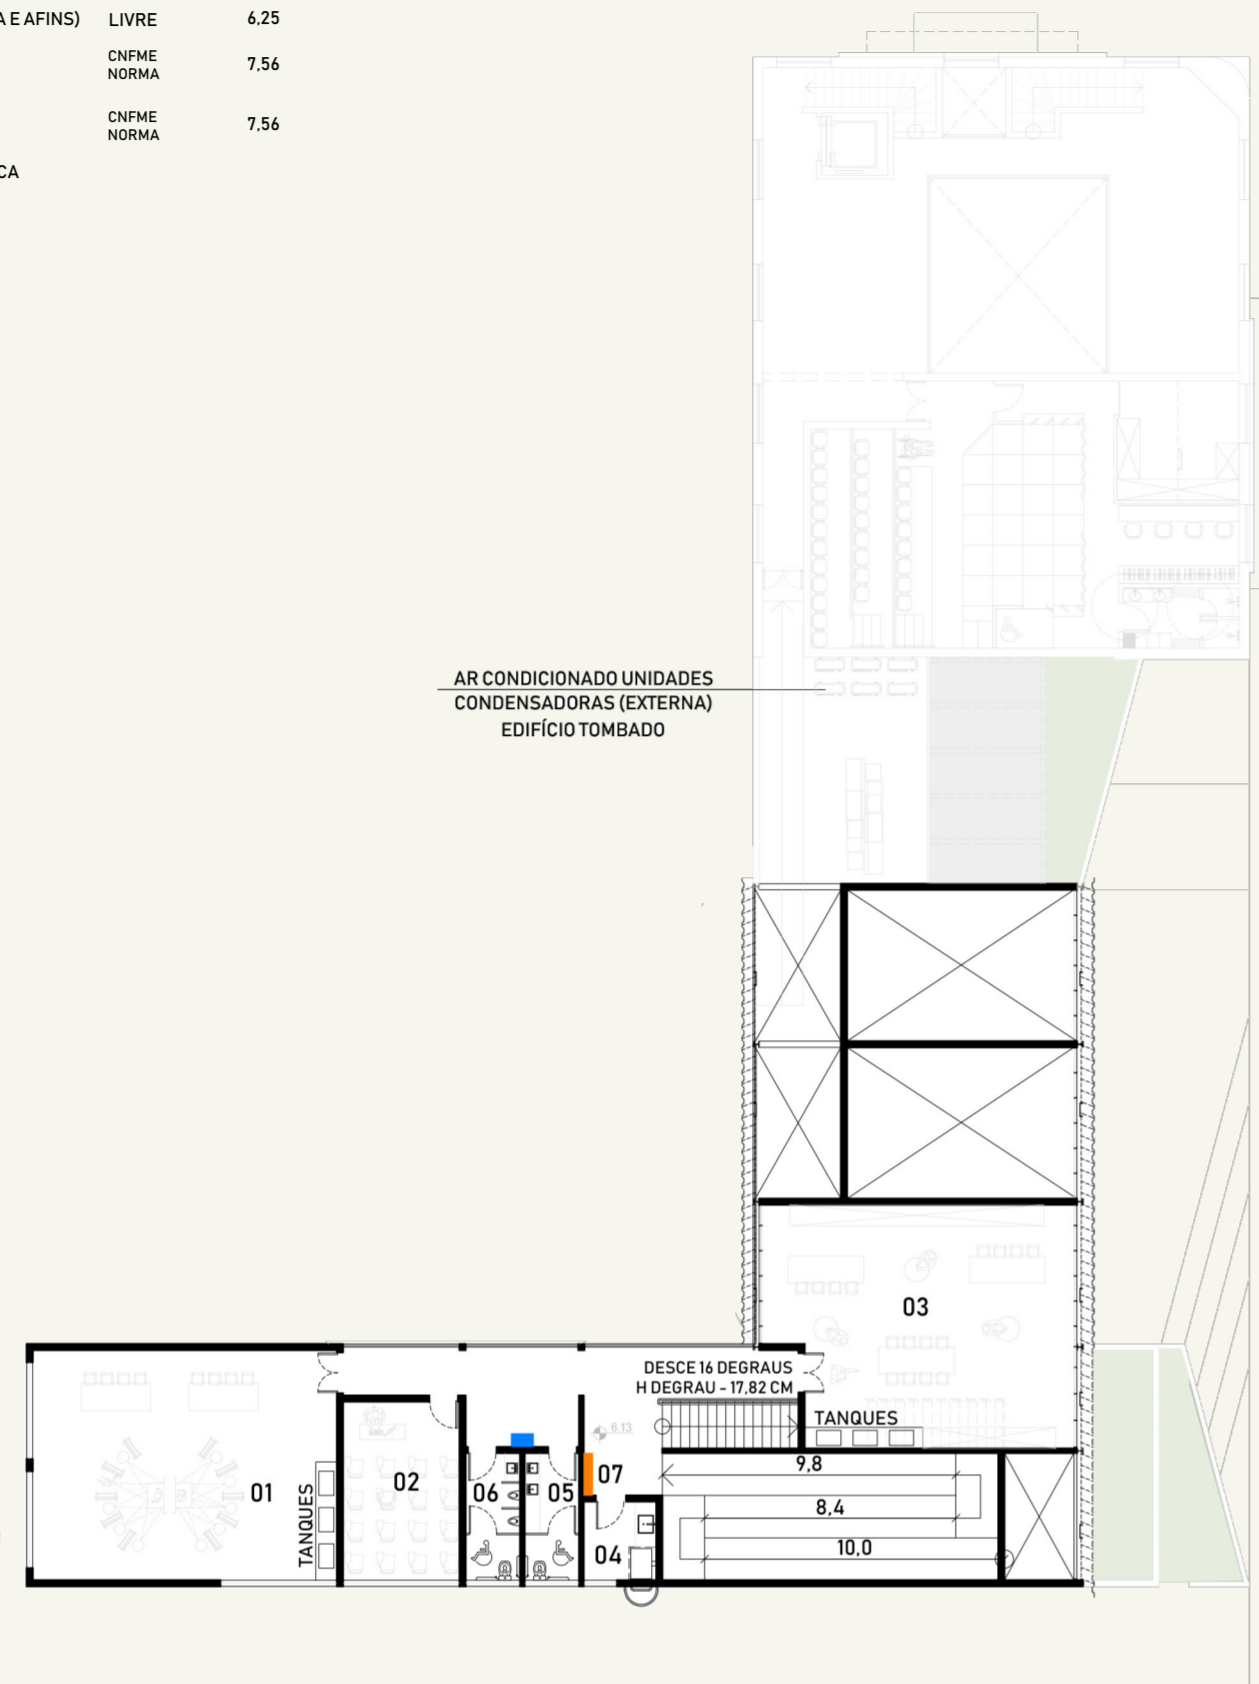 A E AFINS) LIVRE 6,25
CNFME
NORMA 7,56
CNFME
NORMA 7,56
CA
AR CONDICIONADO UNIDADES
CONDENSADORAS (EXTERNA)
EDIFÍCIO TOMBADO
03
DESCE 16 DEGRAUS
H DEGRAU - 17,82 CM
TANQUES
6.13
9,8
07
02
06
05
01
8,4
TANQUES
04
10,0